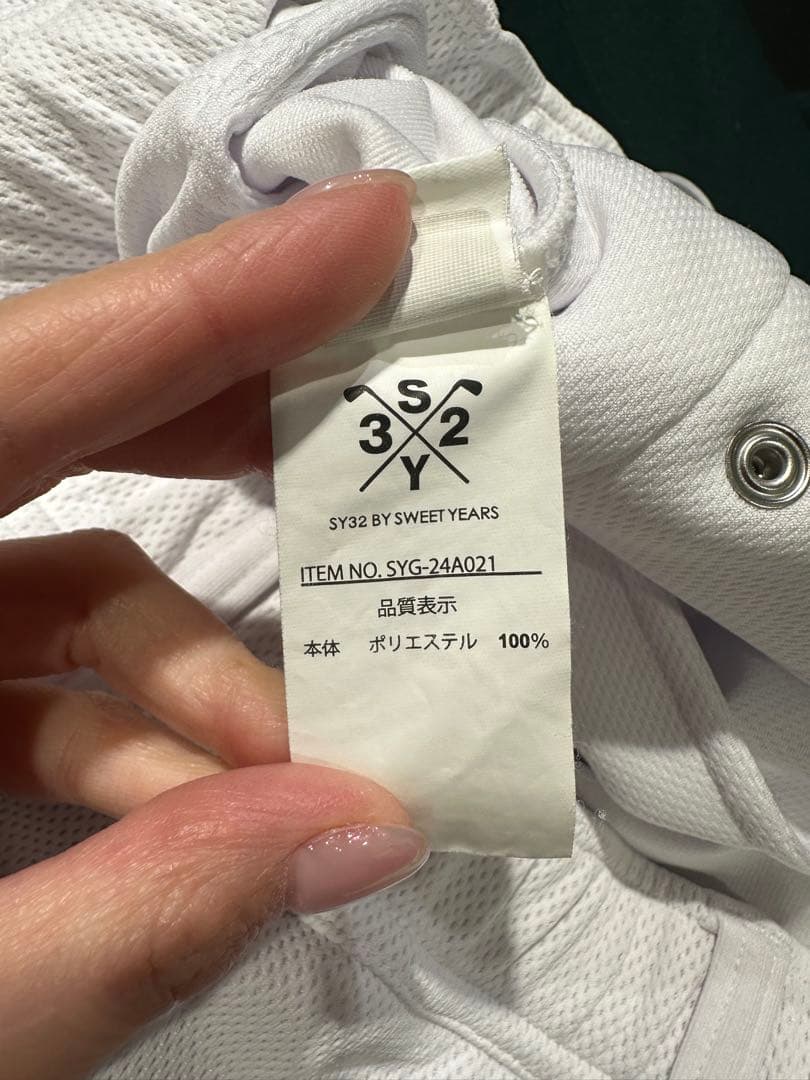 S
3 2
Y
SY32 BY SWEET YEARS
ITEM NO. SYG-24A021
品質表示
本体 ポリエステル 100%